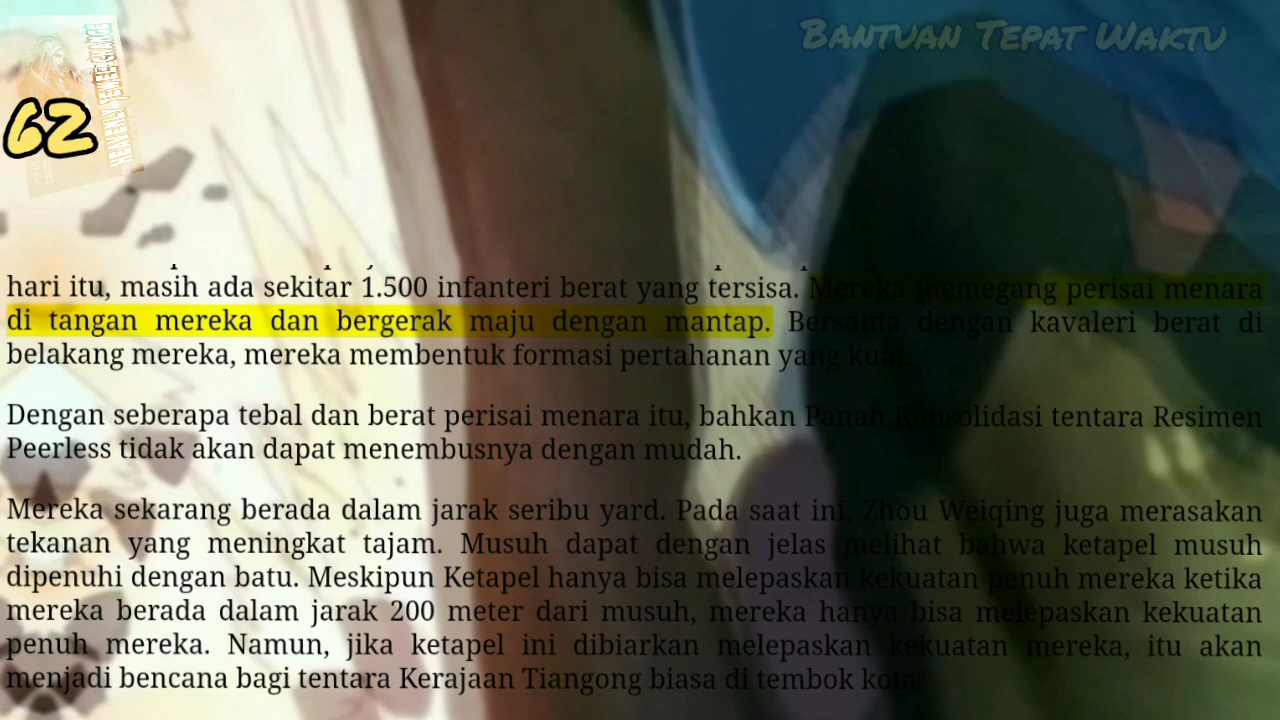 Bantuan Tepat Waktu
62
HEAVENLY JEWEL CHANGE
hari itu, masih ada sekitar 1.500 infanteri berat yang tersisa. Mereka memegang perisai menara
di tangan mereka dan bergerak maju dengan mantap. Bersama dengan kavaleri berat di
belakang mereka, mereka membentuk formasi pertahanan yang kuat.
Dengan seberapa tebal dan berat perisai menara itu, bahkan Panah Konsolidasi tentara Resimen
Peerless tidak akan dapat menembusnya dengan mudah.
Mereka sekarang berada dalam jarak seribu yard. Pada saat ini, Zhou Weiqing juga merasakan
tekanan yang meningkat tajam. Musuh dapat dengan jelas melihat bahwa ketapel musuh
dipenuhi dengan batu. Meskipun Ketapel hanya bisa melepaskan kekuatan penuh mereka ketika
mereka berada dalam jarak 200 meter dari musuh, mereka hanya bisa melepaskan kekuatan
penuh mereka. Namun, jika ketapel ini dibiarkan melepaskan kekuatan mereka, itu akan
menjadi bencana bagi tentara Kerajaan Tiangong biasa di tembok kota.